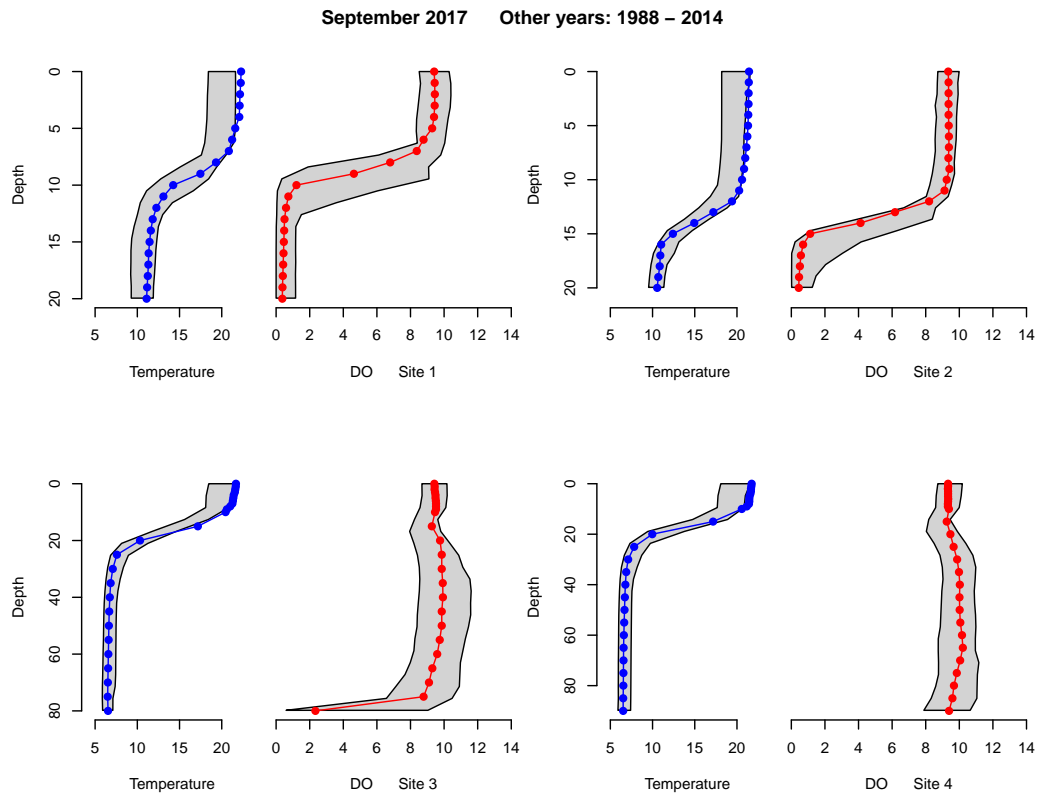 September 2017 Other years: 1988 – 2014
Depth
0
5
10
15
20
5 10 15 20
Temperature
0 2 4 6 8 10 12 14
DO Site 1
Depth
0
5
10
15
20
5 10 15 20
Temperature
0 2 4 6 8 10 12 14
DO Site 2
Depth
0
20
40
60
80
5 10 15 20
Temperature
0 2 4 6 8 10 12 14
DO Site 3
Depth
0
20
40
60
80
5 10 15 20
Temperature
0 2 4 6 8 10 12 14
DO Site 4